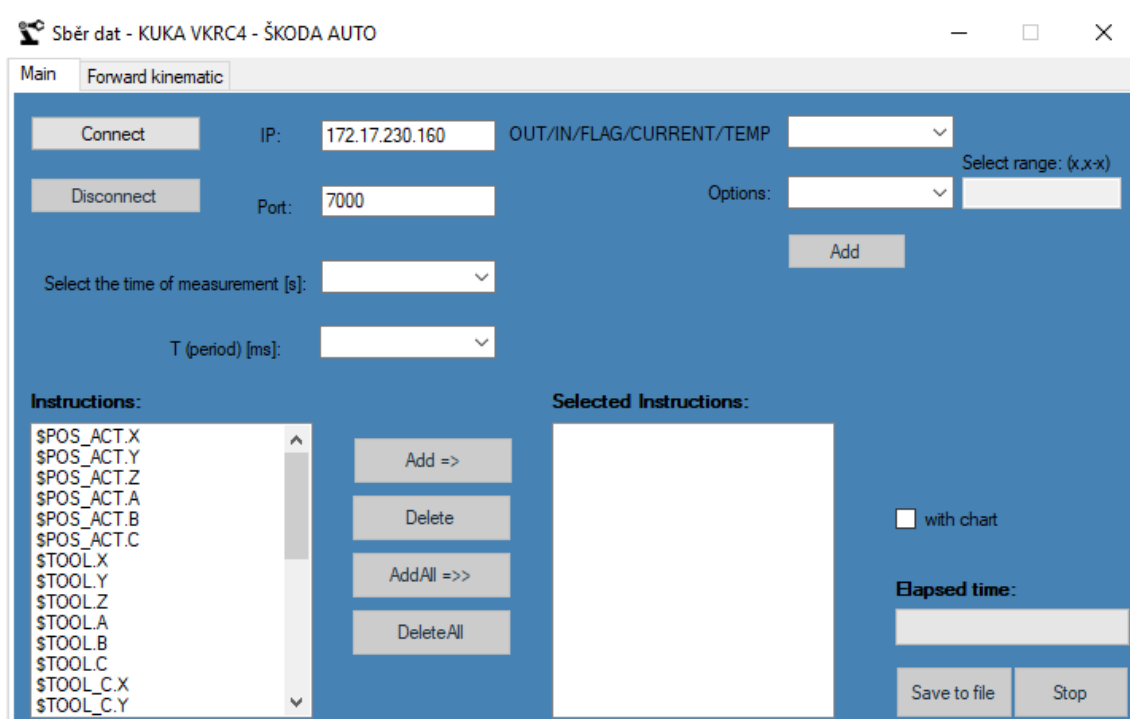 Sběr dat - KUKA VKRC4 - ŠKODA AUTO
Main
Forward kinematic
Connect
IP:
172.17.230.160
OUT/IN/FLAG/CURRENT/TEMP
Select range: (x,x-x)
Disconnect
Port:
7000
Options:
Add
Select the time of measurement [s]:
T (period) [ms]:
Instructions:
$POS_ACT.X
$POS_ACT.Y
$POS_ACT.Z
$POS_ACT.A
$POS_ACT.B
$POS_ACT.C
$TOOL.X
$TOOL.Y
$TOOL.Z
$TOOL.A
$TOOL.B
$TOOL.C
$TOOL_C.X
$TOOL_C.Y
Add =>
Delete
AddAll =>>
DeleteAll
Selected Instructions:
with chart
Elapsed time:
Save to file
Stop